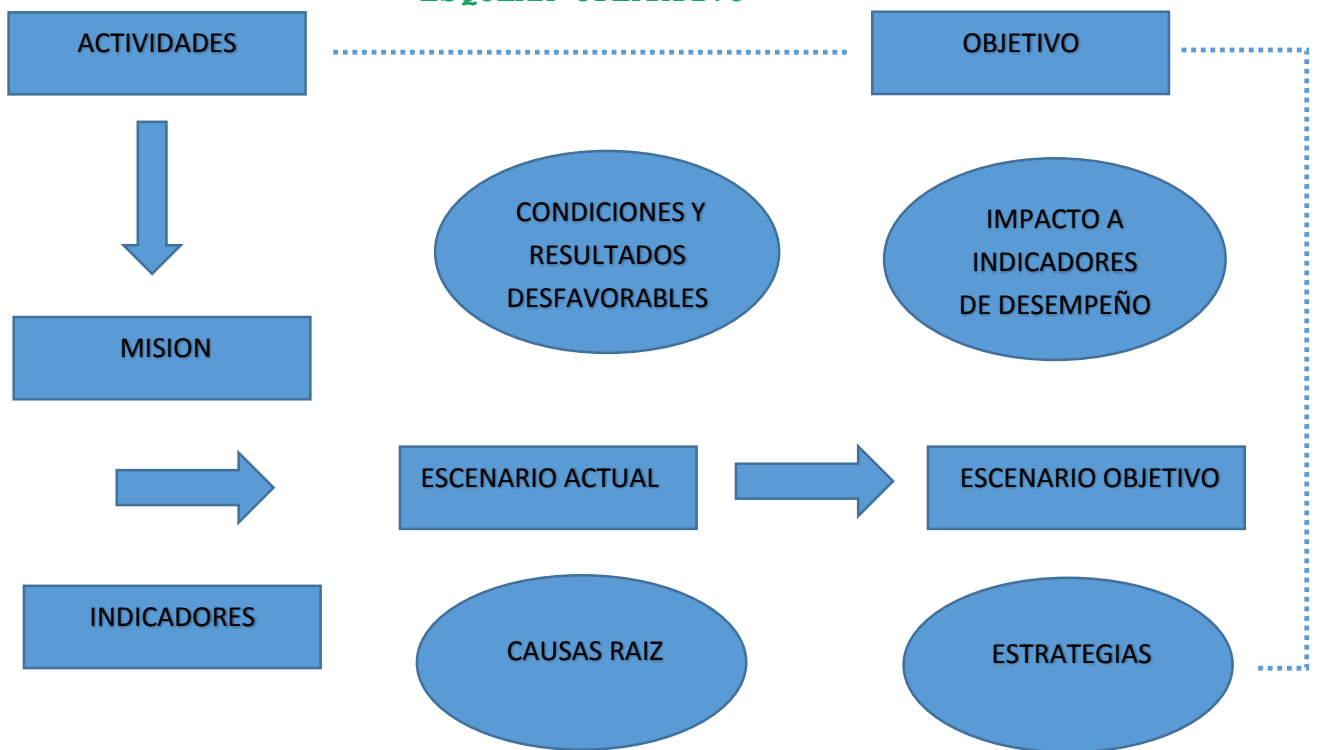 ACTIVIDADES
OBJETIVO
CONDICIONES Y
RESULTADOS
DESFAVORABLES
IMPACTO A
INDICADORES
DE DESEMPEÑO
MISION
ESCENARIO ACTUAL
ESCENARIO OBJETIVO
INDICADORES
CAUSAS RAIZ
ESTRATEGIAS